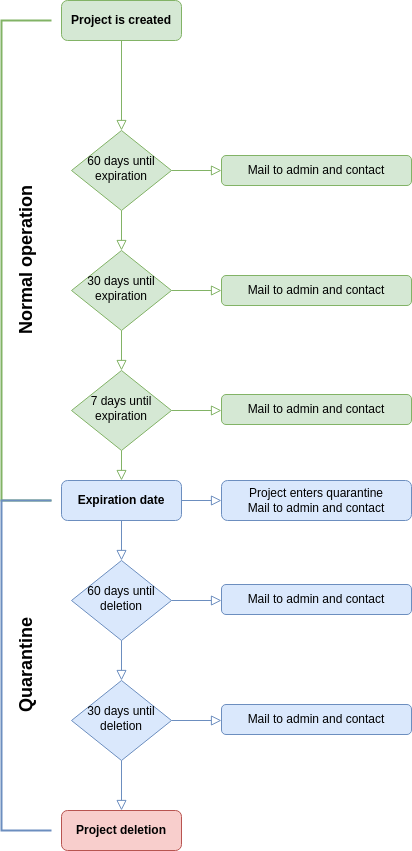 Project is created
60 days until
expiration
Mail to admin and contact
30 days until
expiration
Mail to admin and contact
7 days until
expiration
Mail to admin and contact
Normal operation
Expiration date
Project enters quarantine
Mail to admin and contact
60 days until
deletion
Mail to admin and contact
30 days until
deletion
Mail to admin and contact
Quarantine
Project deletion